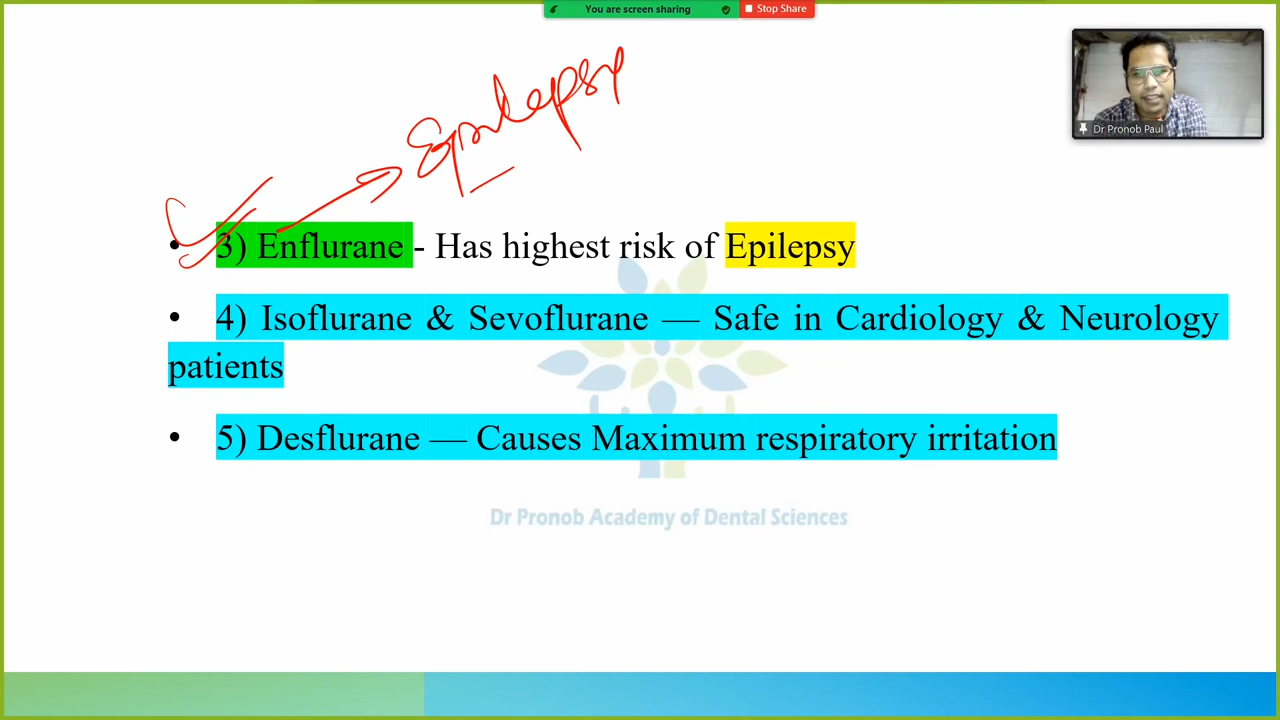 You are screen sharing Stop Share
Dr Pronob Paul
Epilepsy
• 3) Enflurane - Has highest risk of Epilepsy
• 4) Isoflurane & Sevoflurane — Safe in Cardiology & Neurology
patients
• 5) Desflurane — Causes Maximum respiratory irritation
Dr Pronob Academy of Dental Sciences